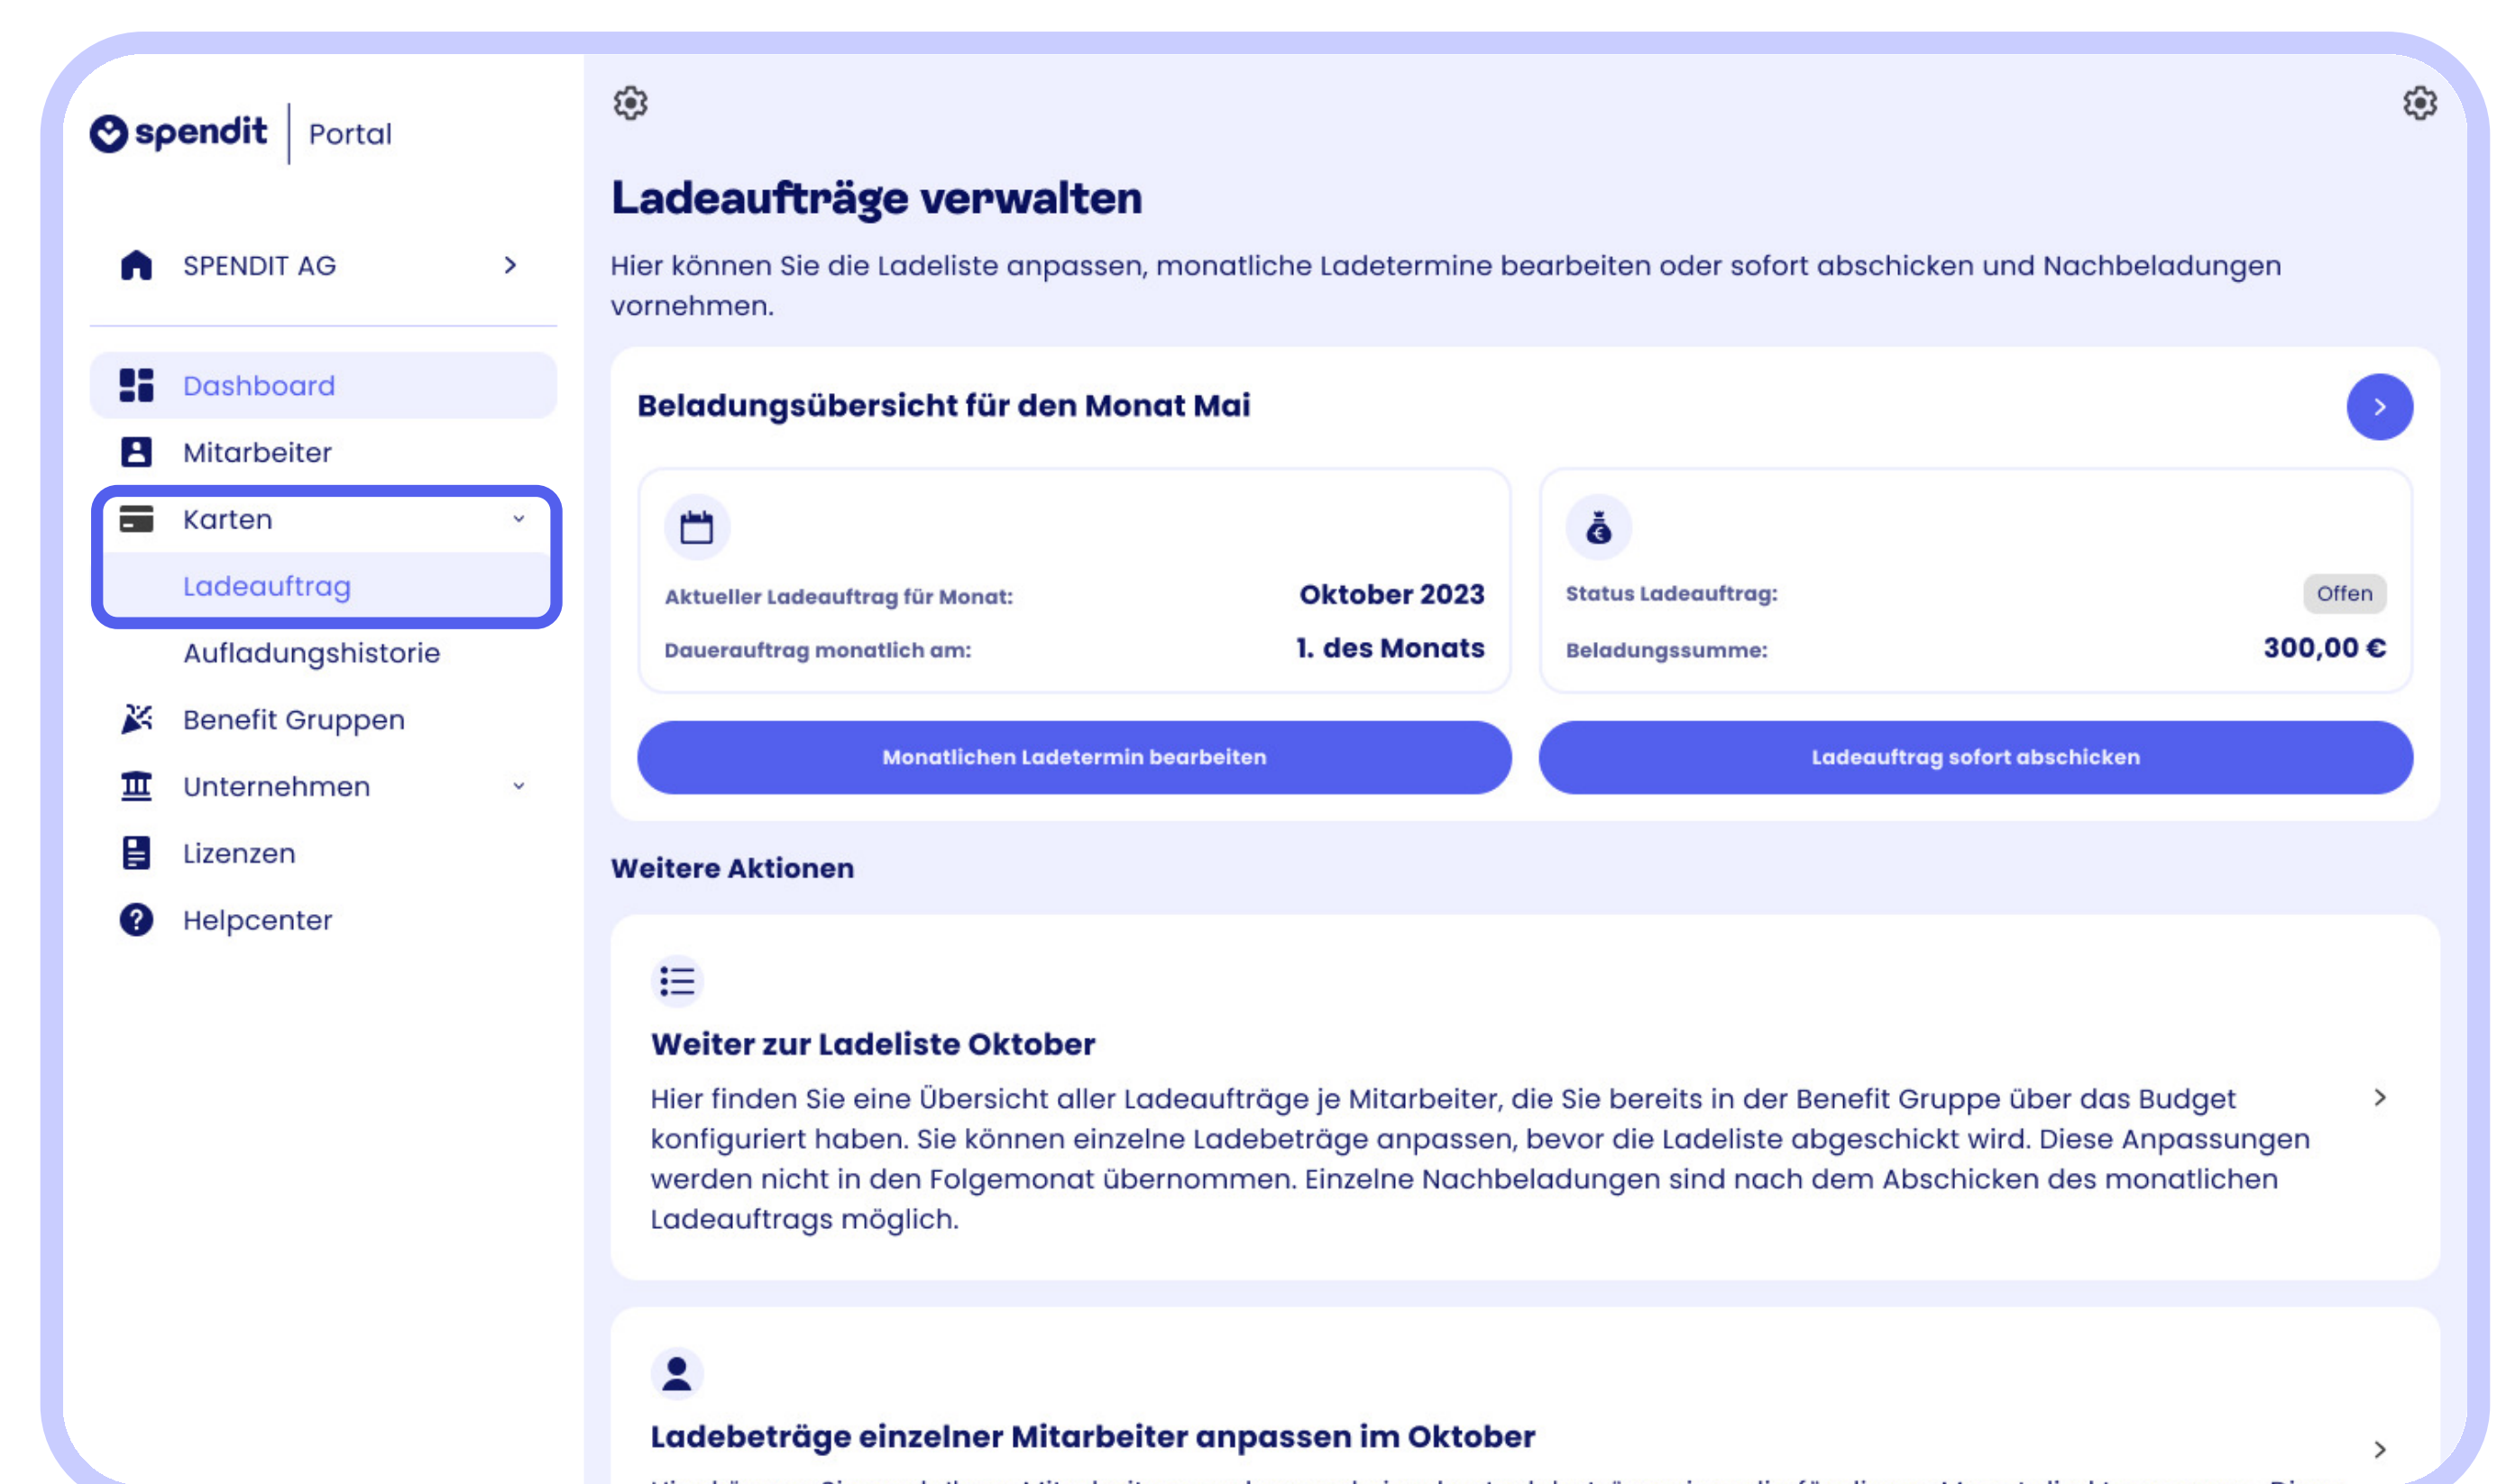 spendit Portal
SPENDIT AG
Dashboard
Mitarbeiter
Karten
Ladeauftrag
Aufladungshistorie
Benefit Gruppen
Unternehmen
Lizenzen
Helpcenter
Ladeaufträge verwalten
Hier können Sie die Ladeliste anpassen, monatliche Ladetermine bearbeiten oder sofort abschicken und Nachbeladungen
vornehmen.
Beladungsübersicht für den Monat Mai
Aktueller Ladeauftrag für Monat: Oktober 2023
Dauerauftrag monatlich am: 1. des Monats
Status Ladeauftrag: Offen
Beladungssumme: 300,00 €
Monatlichen Ladetermin bearbeiten
Ladeauftrag sofort abschicken
Weitere Aktionen
Weiter zur Ladeliste Oktober
Hier finden Sie eine Übersicht aller Ladeaufträge je Mitarbeiter, die Sie bereits in der Benefit Gruppe über das Budget
konfiguriert haben. Sie können einzelne Ladebeträge anpassen, bevor die Ladeliste abgeschickt wird. Diese Anpassungen
werden nicht in den Folgemonat übernommen. Einzelne Nachbeladungen sind nach dem Abschicken des monatlichen
Ladeauftrags möglich.
Ladebeträge einzelner Mitarbeiter anpassen im Oktober